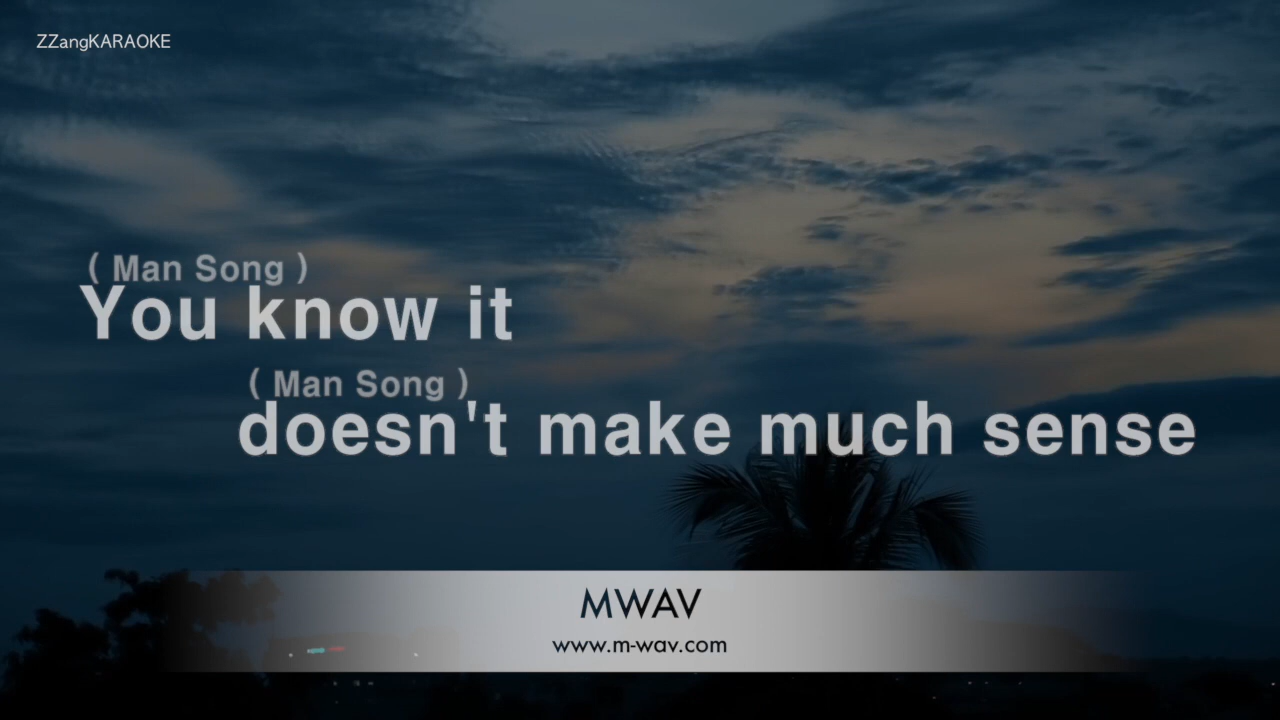 ZZangKARAOKE
( Man Song )
You know it
( Man Song )
doesn't make much sense
MWAV
www.m-wav.com